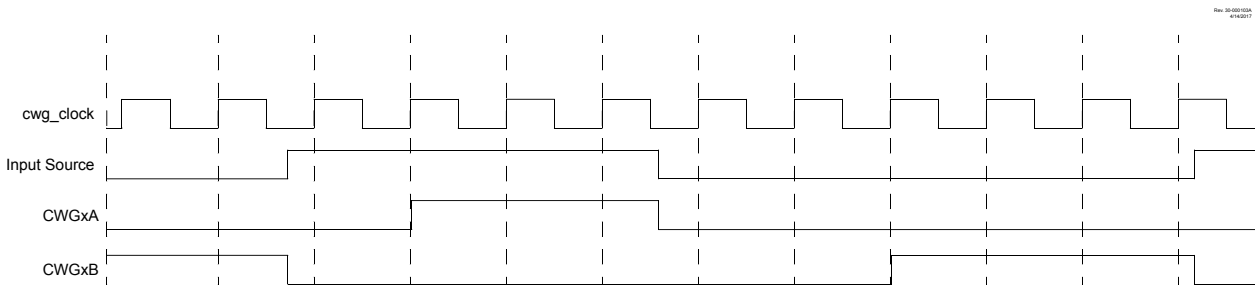 Rev. 30-000103A
4/14/2017
cwg_clock
Input Source
CWGxA
CWGxB